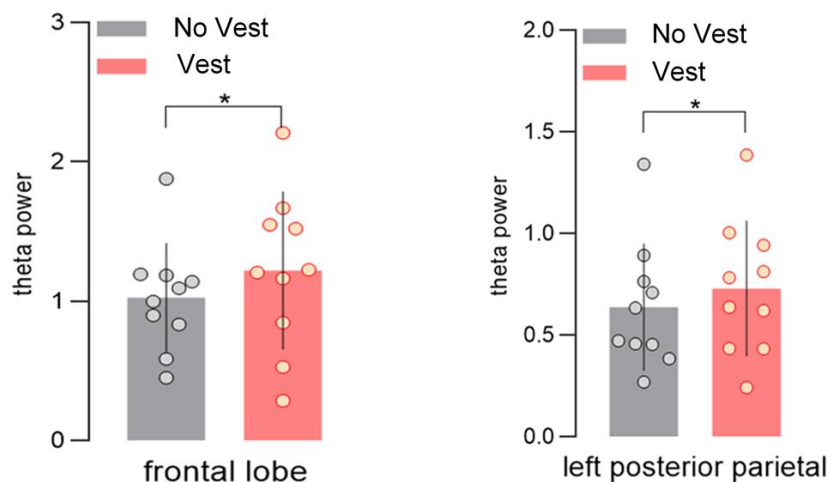 3
2
1
0
theta power
No Vest
Vest
*
frontal lobe
2.0
1.5
1.0
0.5
0.0
theta power
No Vest
Vest
*
left posterior parietal